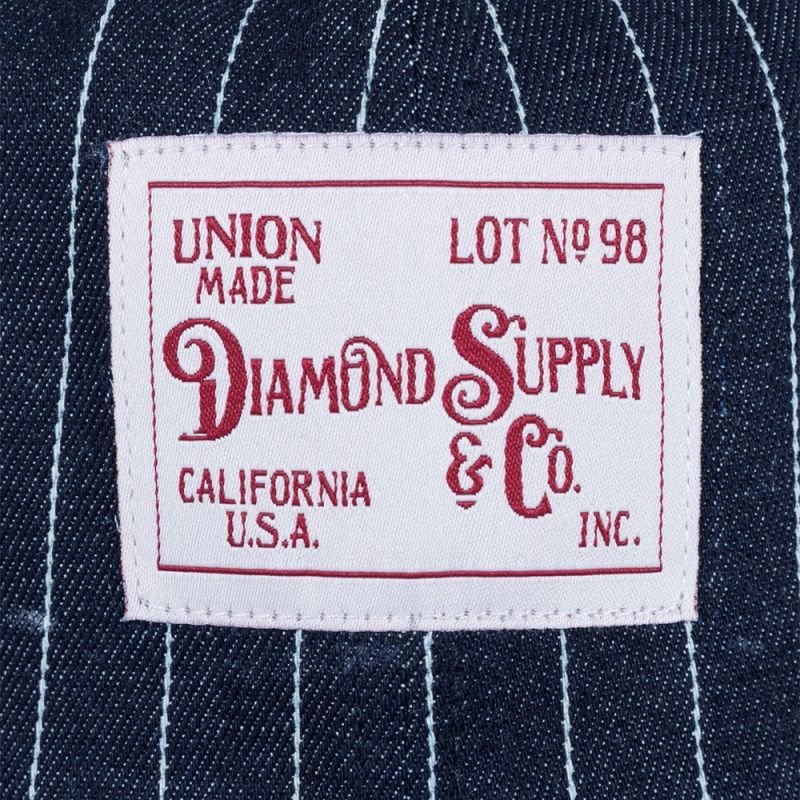 UNION LOT Nº 98
MADE
DIAMOND SUPPLY
& CO.
CALIFORNIA
U.S.A. INC.